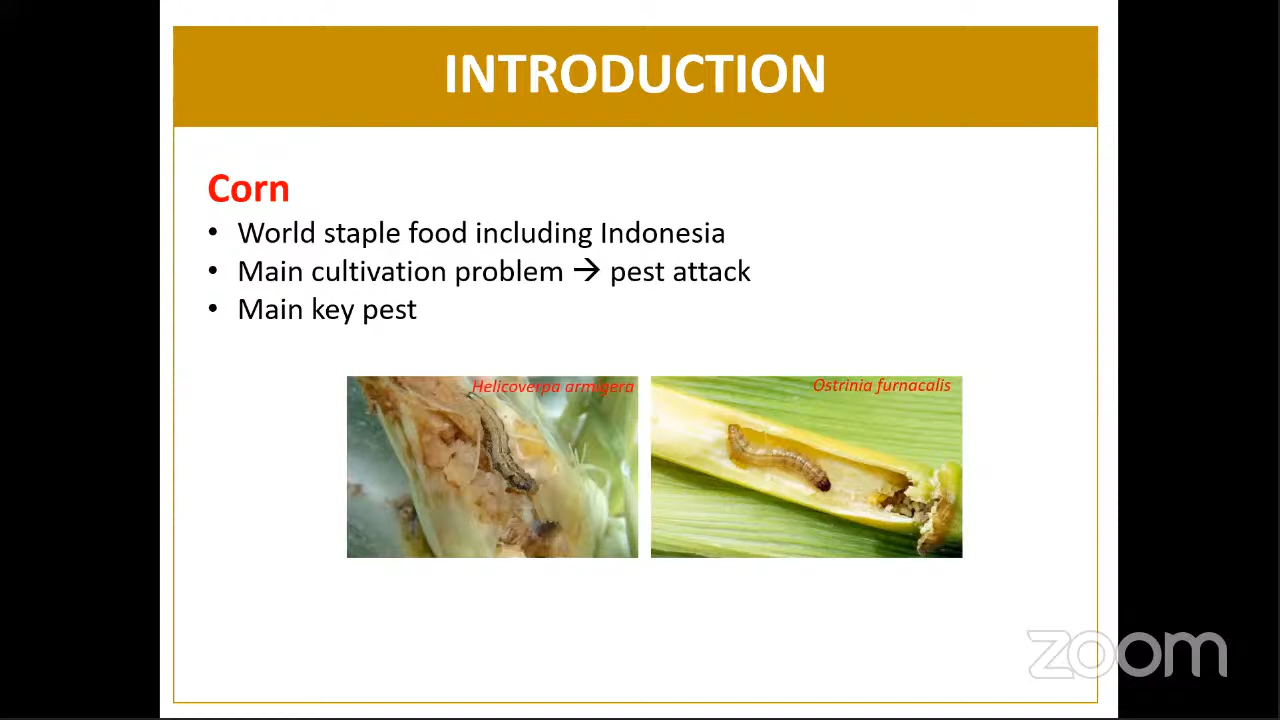 INTRODUCTION
Corn
• World staple food including Indonesia
• Main cultivation problem → pest attack
• Main key pest
Helicoverpa armigera
Ostrinia furnacalis
zoom